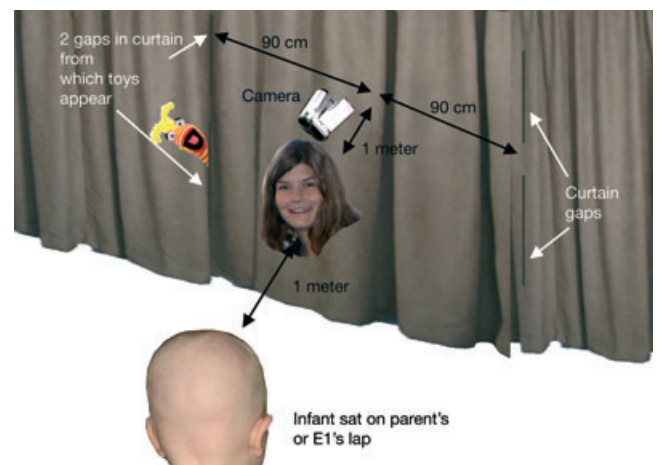 2 gaps in curtain
from
which toys
appear
90 cm
Camera
90 cm
1 meter
Curtain
gaps
1 meter
Infant sat on parent's
or E1's lap